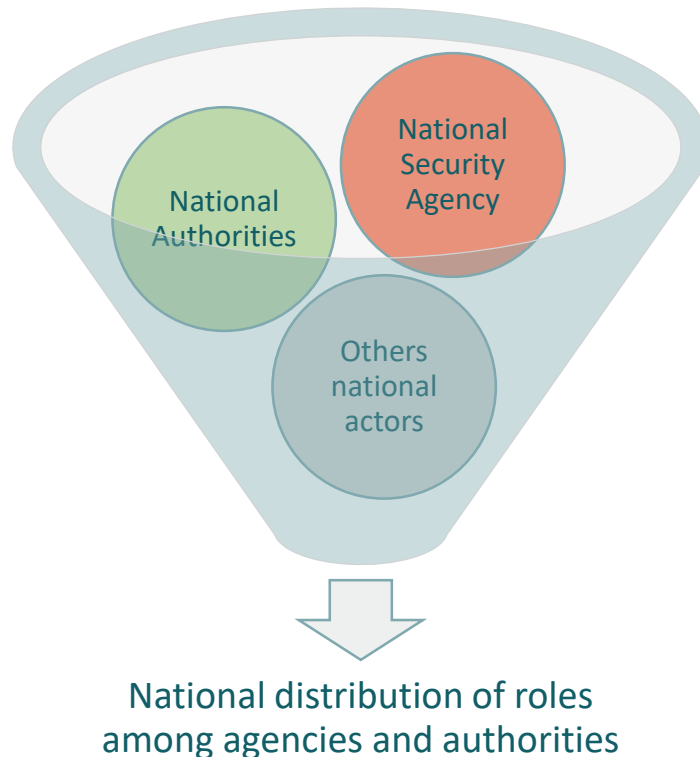 National
Security
Agency
National
Authorities
Others
national
actors
National distribution of roles
among agencies and authorities